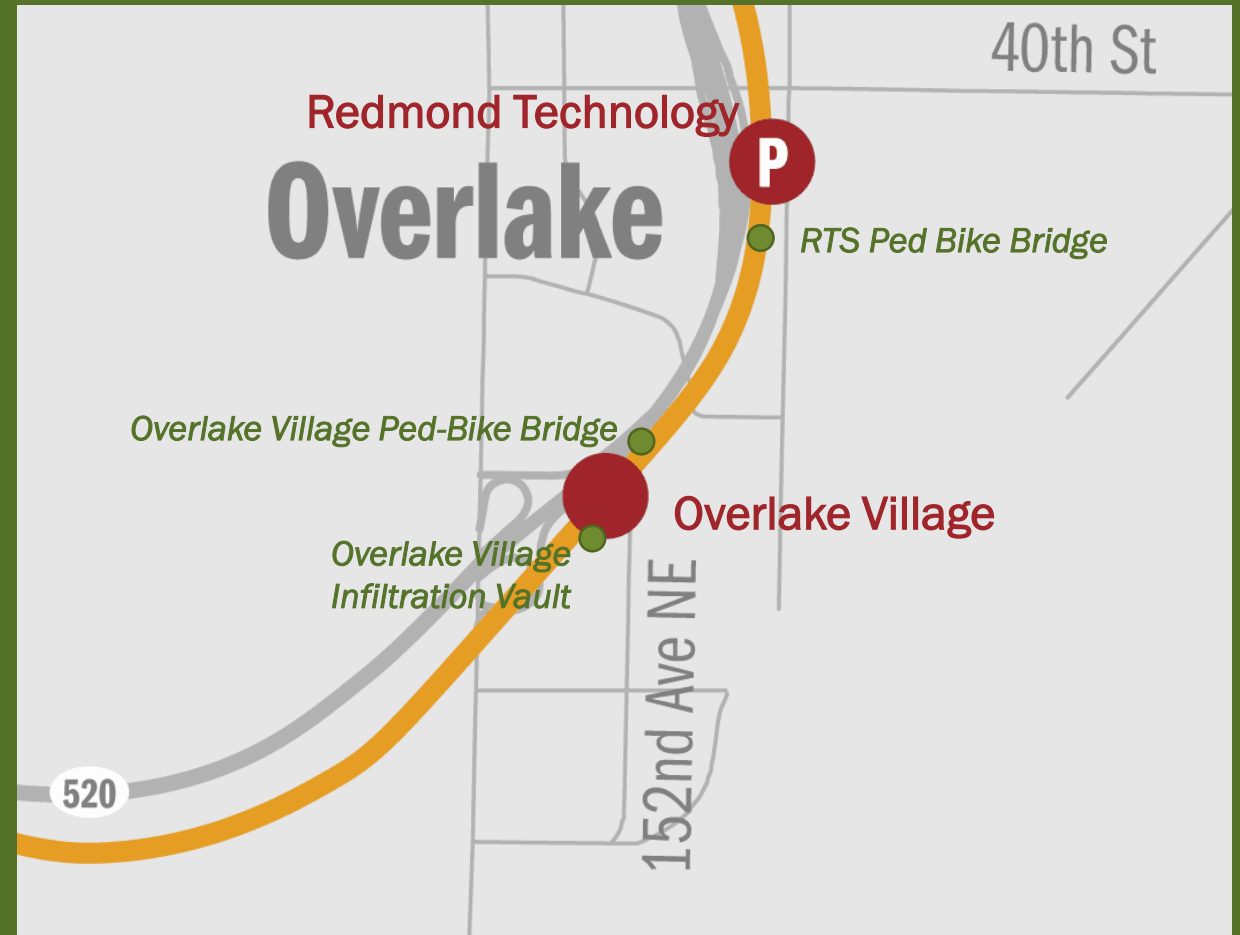 40th St
Redmond Technology
P
Overlake
RTS Ped Bike Bridge
Overlake Village Ped-Bike Bridge
Overlake Village
Overlake Village
Infiltration Vault
152nd Ave NE
520